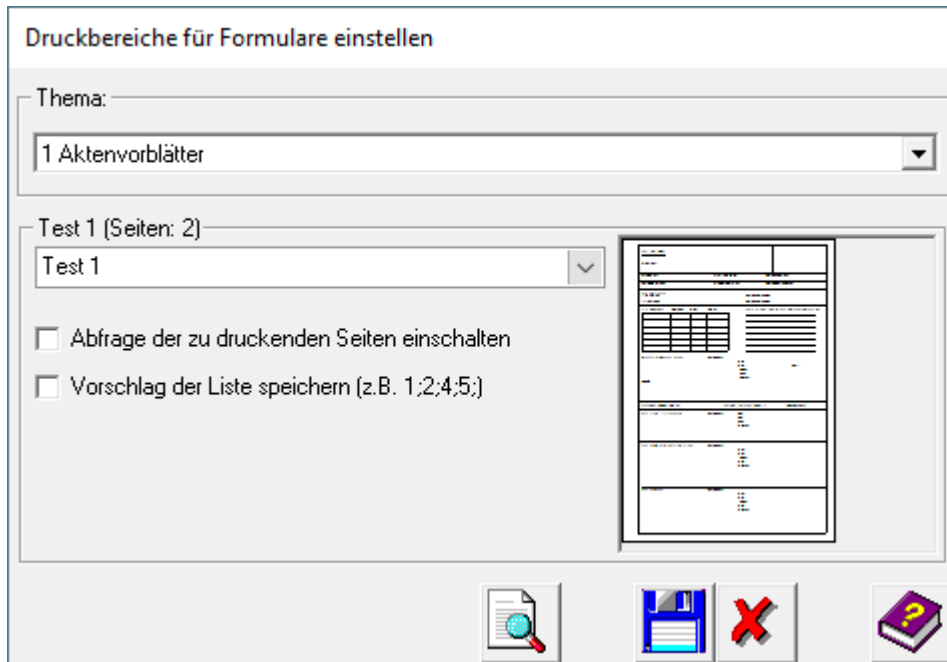 Druckbereiche für Formulare einstellen
Thema:
1 Aktenvorblätter
Test 1 (Seiten: 2)
Test 1
Abfrage der zu druckenden Seiten einschalten
Vorschlag der Liste speichern (z.B. 1;2;4;5;)
?